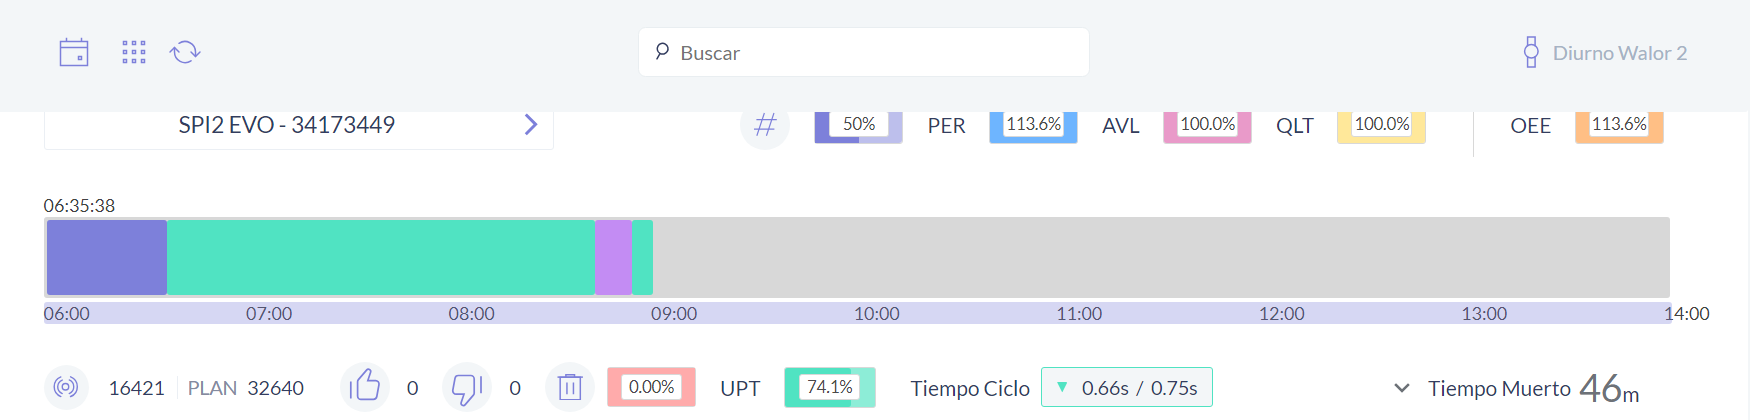 Buscar
Diurno Walor 2
SPI2 EVO - 34173449
50% PER 113.6% AVL 100.0% QLT 100.0% OEE 113.6%
06:35:38
06:00 07:00 08:00 09:00 10:00 11:00 12:00 13:00 14:00
16421 PLAN 32640 0 0 0.00% UPT 74.1% Tiempo Ciclo 0.66s / 0.75s Tiempo Muerto 46m